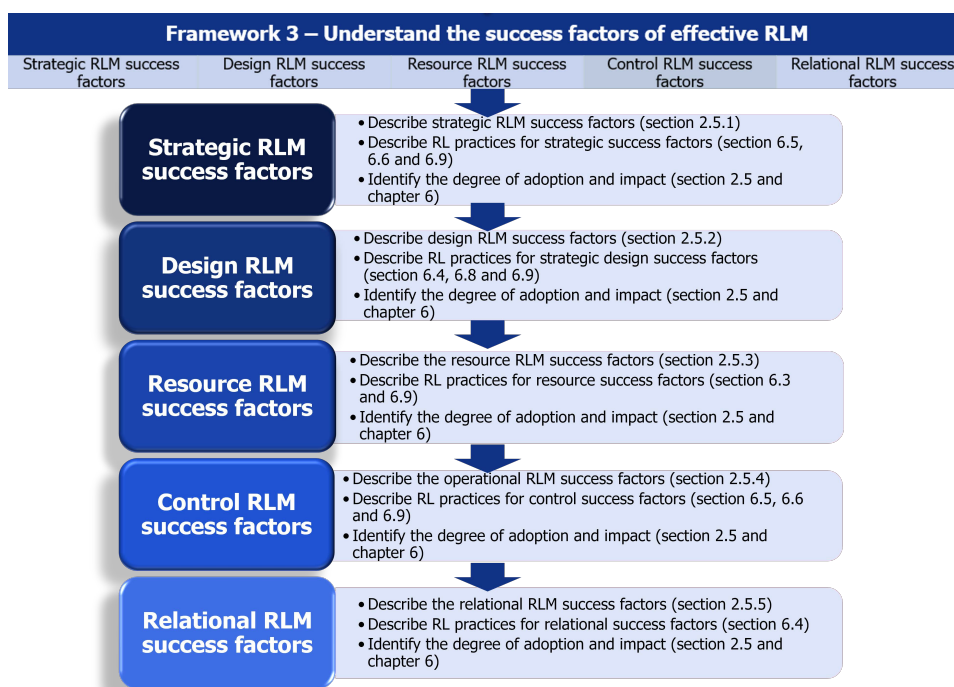 Framework 3 – Understand the success factors of effective RLM
Strategic RLM success
factors
Design RLM success
factors
Resource RLM success
factors
Control RLM success
factors
Relational RLM success
factors
Strategic RLM
success factors
• Describe strategic RLM success factors (section 2.5.1)
• Describe RL practices for strategic success factors (section 6.5,
6.6 and 6.9)
• Identify the degree of adoption and impact (section 2.5 and
chapter 6)
Design RLM
success factors
• Describe design RLM success factors (section 2.5.2)
• Describe RL practices for strategic design success factors
(section 6.4, 6.8 and 6.9)
• Identify the degree of adoption and impact (section 2.5 and
chapter 6)
Resource RLM
success factors
• Describe the resource RLM success factors (section 2.5.3)
• Describe RL practices for resource success factors (section 6.3
and 6.9)
• Identify the degree of adoption and impact (section 2.5 and
chapter 6)
Control RLM
success factors
• Describe the operational RLM success factors (section 2.5.4)
• Describe RL practices for control success factors (section 6.5, 6.6
and 6.9)
• Identify the degree of adoption and impact (section 2.5 and
chapter 6)
Relational RLM
success factors
• Describe the relational RLM success factors (section 2.5.5)
• Describe RL practices for relational success factors (section 6.4)
• Identify the degree of adoption and impact (section 2.5 and
chapter 6)